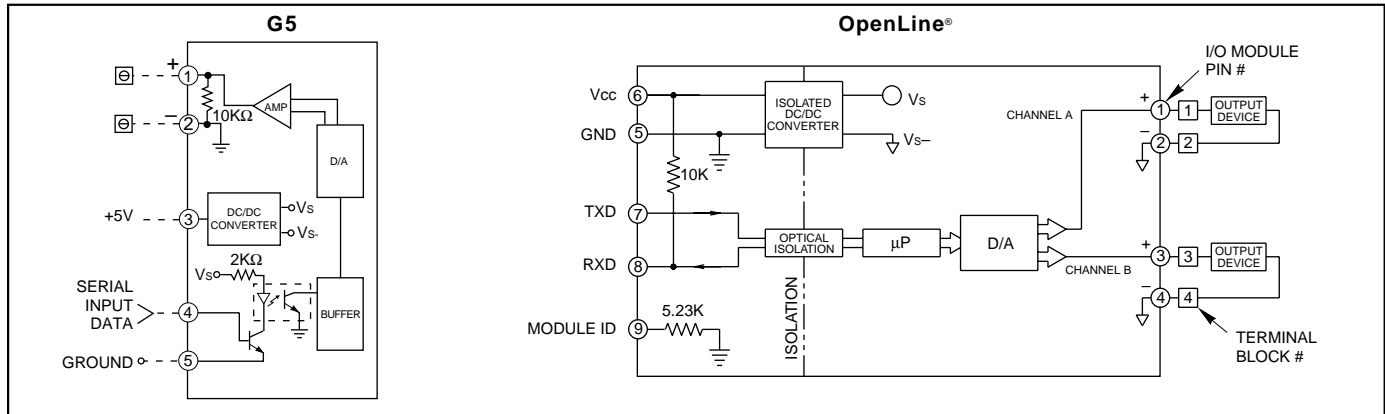 G5
+
1
10KΩ
–
2
AMP
D/A
+5V
3
DC/DC
CONVERTER
Vs
Vs-
2KΩ
Vs
SERIAL
INPUT
DATA
4
BUFFER
GROUND
5
OpenLine®
I/O MODULE
PIN #
Vcc
6
ISOLATED
DC/DC
CONVERTER
Vs
CHANNEL A
+
1
1
OUTPUT
DEVICE
GND
5
Vs–
–
2
2
10K
TXD
7
OPTICAL
ISOLATION
µP
D/A
RXD
8
CHANNEL B
+
3
3
OUTPUT
DEVICE
–
4
4
MODULE ID
9
5.23K
ISOLATION
TERMINAL
BLOCK #